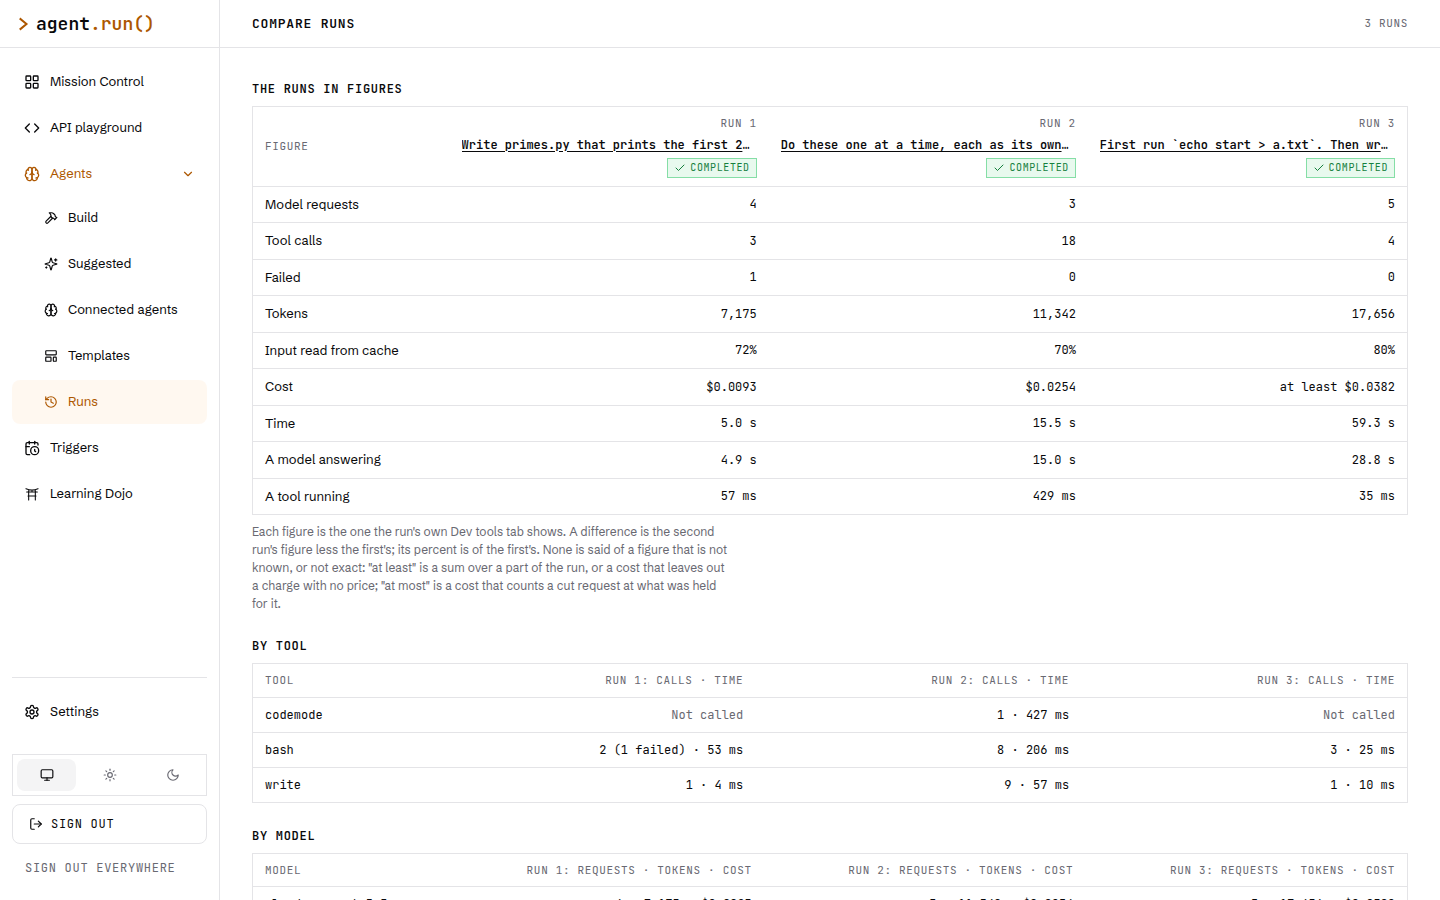 agent.run()
COMPARE RUNS
3 RUNS
Mission Control
API playground
Agents
Build
Suggested
Connected agents
Templates
Runs
Triggers
Learning Dojo
Settings
SIGN OUT
SIGN OUT EVERYWHERE
THE RUNS IN FIGURES
FIGURE
RUN 1
Write primes.py that prints the first 2…
COMPLETED
RUN 2
Do these one at a time, each as its own…
COMPLETED
RUN 3
First run `echo start > a.txt`. Then wr…
COMPLETED
Model requests 4 3 5
Tool calls 3 18 4
Failed 1 0 0
Tokens 7,175 11,342 17,656
Input read from cache 72% 70% 80%
Cost $0.0093 $0.0254 at least $0.0382
Time 5.0 s 15.5 s 59.3 s
A model answering 4.9 s 15.0 s 28.8 s
A tool running 57 ms 429 ms 35 ms
Each figure is the one the run's own Dev tools tab shows. A difference is the second
run's figure less the first's; its percent is of the first's. None is said of a figure that is not
known, or not exact: "at least" is a sum over a part of the run, or a cost that leaves out
a charge with no price; "at most" is a cost that counts a cut request at what was held
for it.
BY TOOL
TOOL RUN 1: CALLS · TIME RUN 2: CALLS · TIME RUN 3: CALLS · TIME
codemode Not called 1 · 427 ms Not called
bash 2 (1 failed) · 53 ms 8 · 206 ms 3 · 25 ms
write 1 · 4 ms 9 · 57 ms 1 · 10 ms
BY MODEL
MODEL RUN 1: REQUESTS · TOKENS · COST RUN 2: REQUESTS · TOKENS · COST RUN 3: REQUESTS · TOKENS · COST